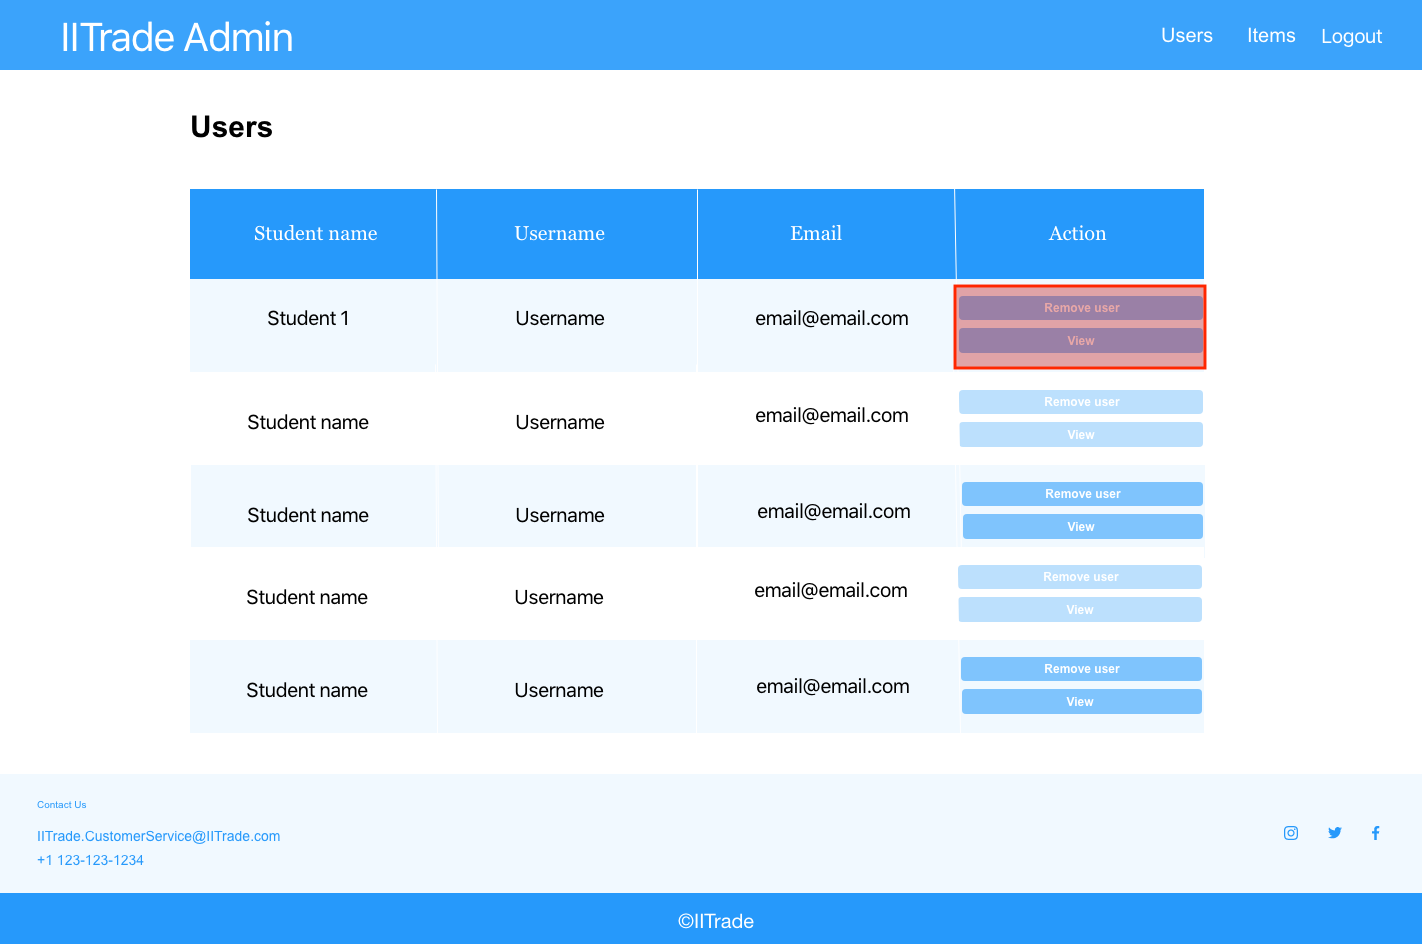 IITrade Admin
Users Items Logout
Users
Student name Username Email Action
Student 1 Username email@email.com
Remove user
View
Student name Username email@email.com
Remove user
View
Student name Username email@email.com
Remove user
View
Student name Username email@email.com
Remove user
View
Student name Username email@email.com
Remove user
View
Contact Us
IITrade.CustomerService@IITrade.com
+1 123-123-1234
©IITrade